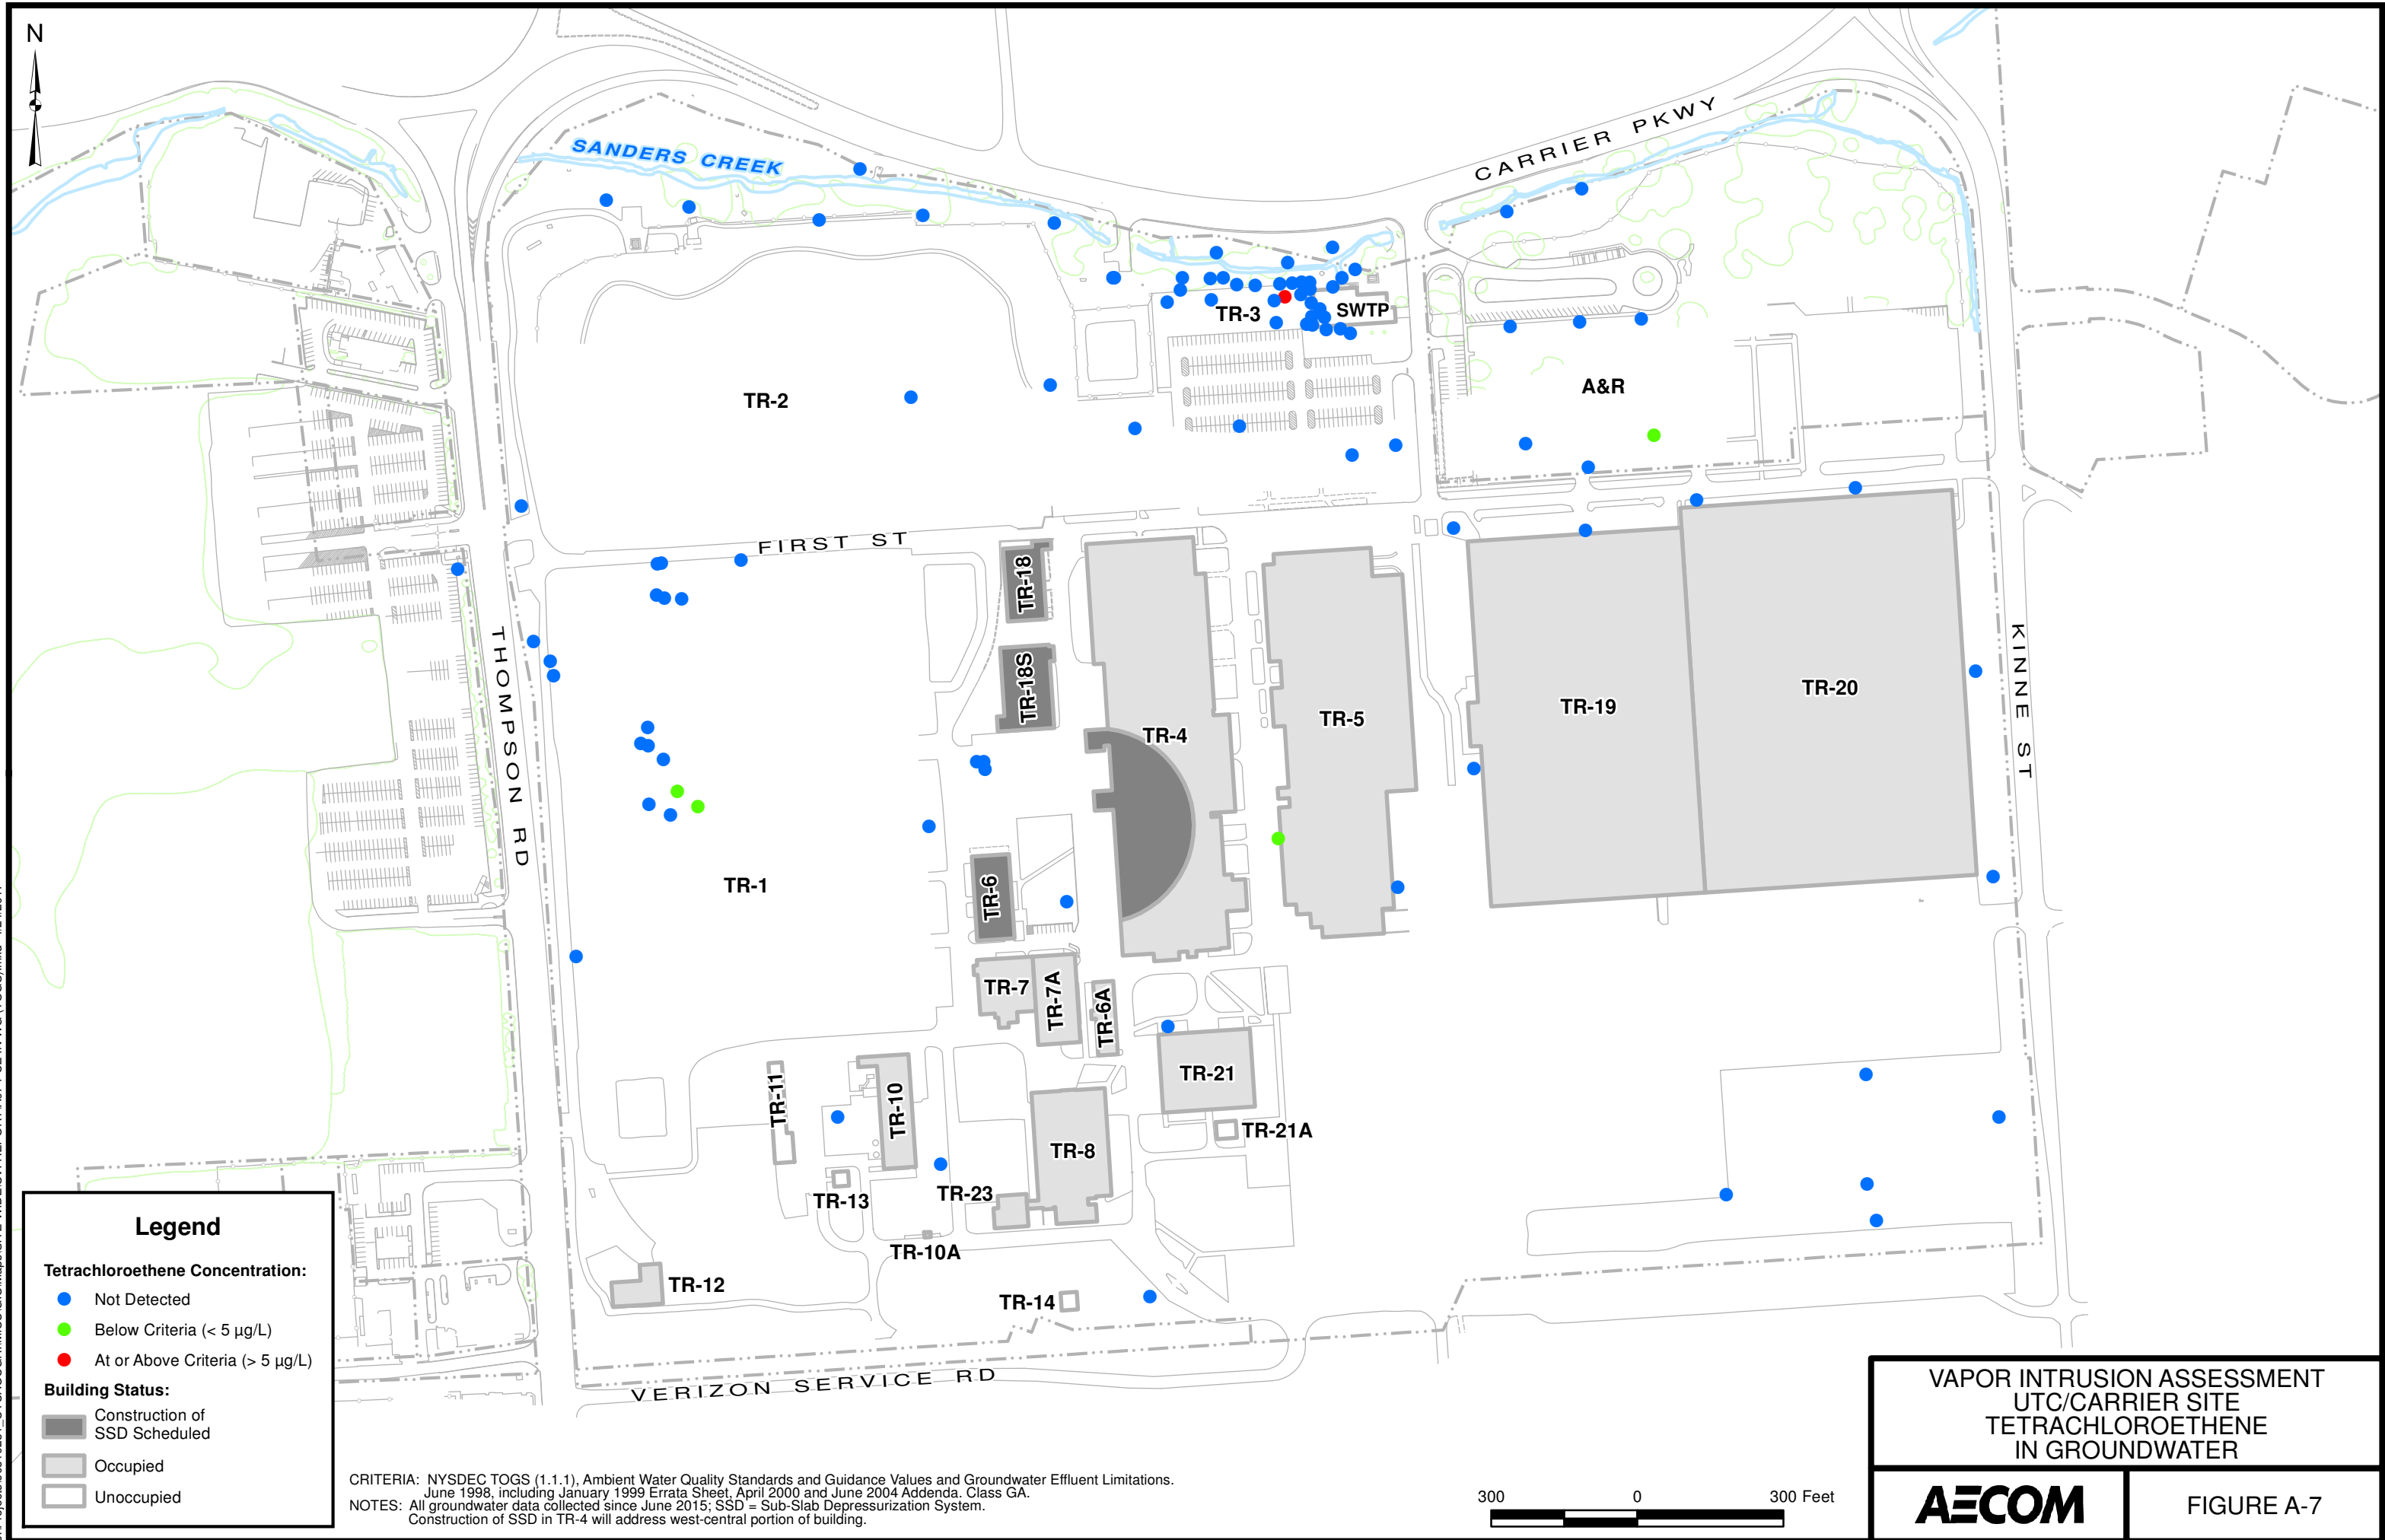 N
SANDERS CREEK
CARRIER PKWY
TR-3
SWTP
TR-2
A&R
FIRST ST
TR-18
THOMPSON RD
TR-18S
KINNE ST
TR-4
TR-5
TR-19
TR-20
TR-1
TR-6
TR-7
TR-7A
TR-6A
TR-21
TR-11
TR-10
TR-21A
TR-8
TR-13
TR-23
TR-10A
TR-12
TR-14
VERIZON SERVICE RD
Legend
Tetrachloroethene Concentration:
Not Detected
Below Criteria (< 5 µg/L)
At or Above Criteria (> 5 µg/L)
Building Status:
Construction of
SSD Scheduled
Occupied
Unoccupied
CRITERIA: NYSDEC TOGS (1.1.1), Ambient Water Quality Standards and Guidance Values and Groundwater Effluent Limitations.
June 1998, including January 1999 Errata Sheet, April 2000 and June 2004 Addenda. Class GA.
NOTES: All groundwater data collected since June 2015; SSD = Sub-Slab Depressurization System.
Construction of SSD in TR-4 will address west-central portion of building.
300 0 300 Feet
VAPOR INTRUSION ASSESSMENT
UTC/CARRIER SITE
TETRACHLOROETHENE
IN GROUNDWATER
AECOM
FIGURE A-7